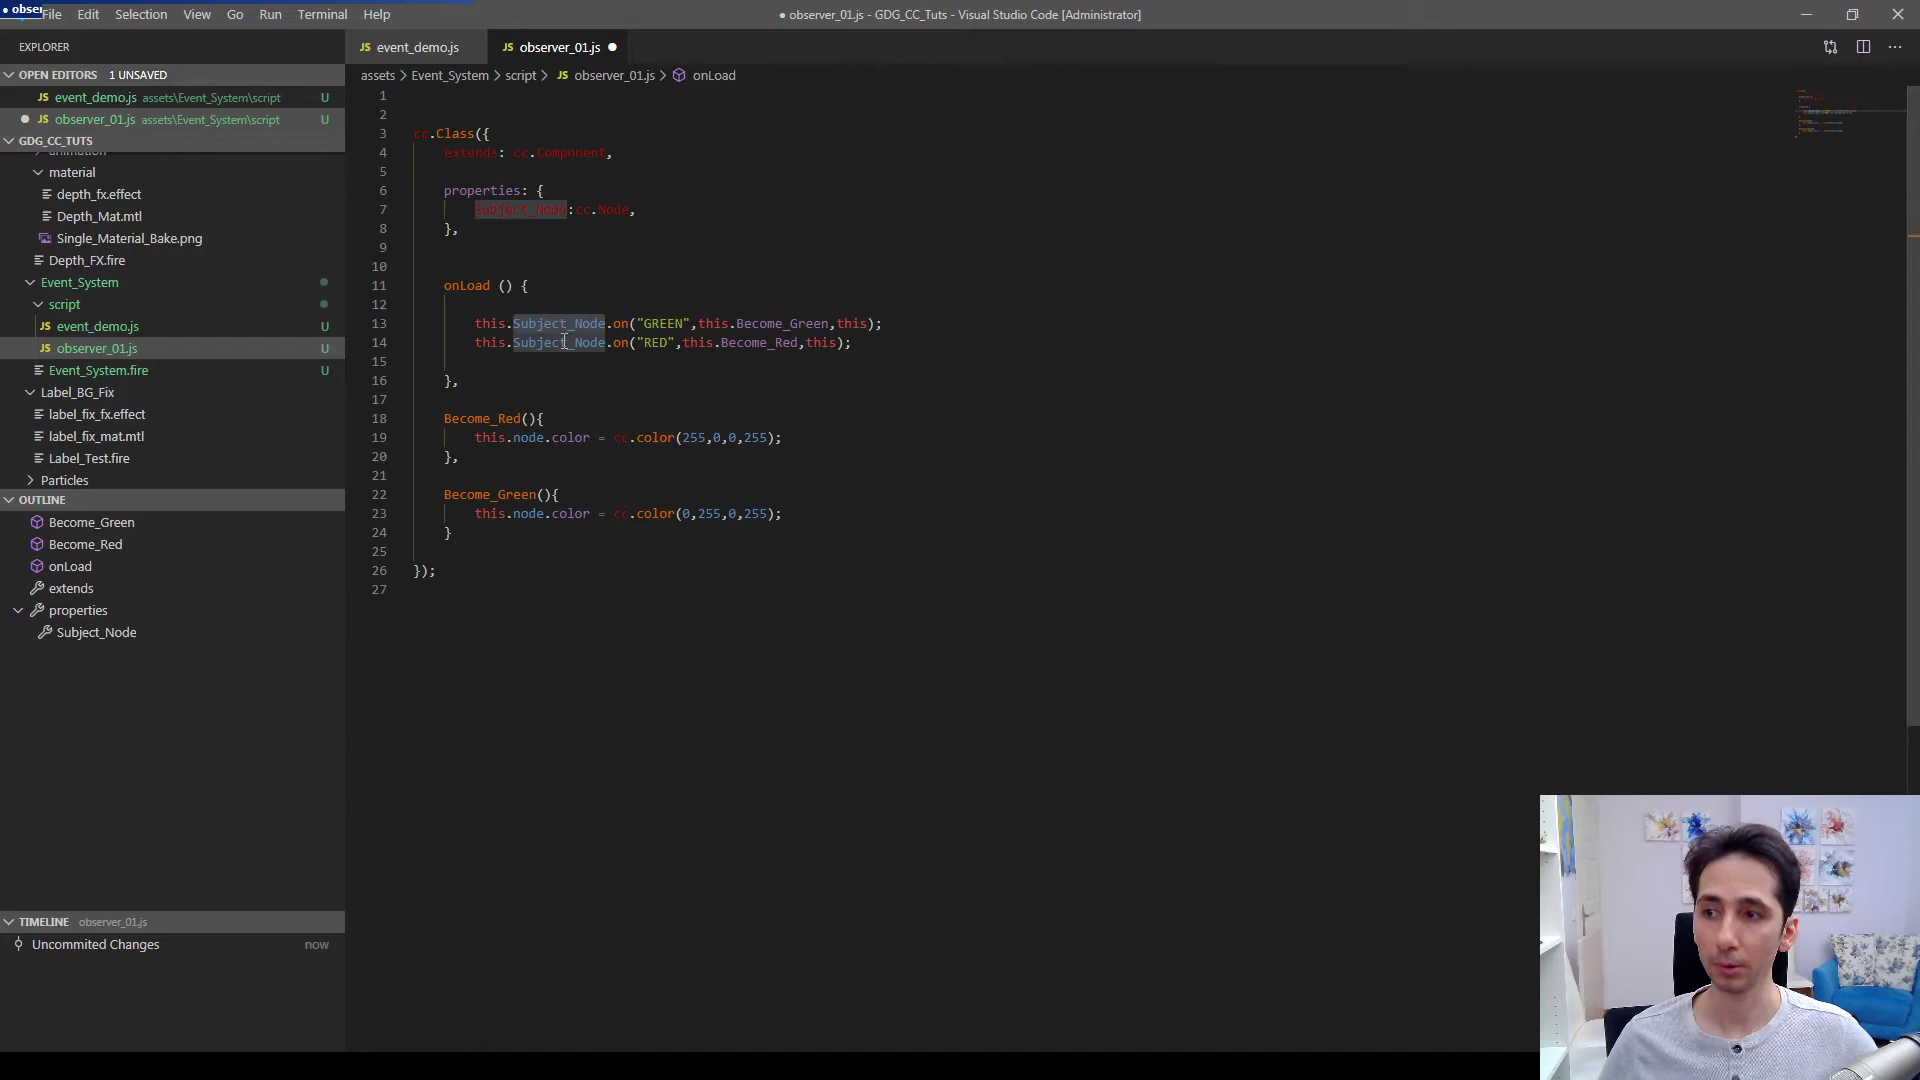 • obser
File Edit Selection View Go Run Terminal Help
● observer_01.js - GDG_CC_Tuts - Visual Studio Code [Administrator]
EXPLORER
JS event_demo.js
JS observer_01.js ●
OPEN EDITORS 1 UNSAVED
JS event_demo.js assets\Event_System\script U
JS observer_01.js assets\Event_System\script U
GDG_CC_TUTS
animation
material
depth_fx.effect
Depth_Mat.mtl
Single_Material_Bake.png
Depth_FX.fire
Event_System
script
JS event_demo.js U
JS observer_01.js U
Event_System.fire U
Label_BG_Fix
label_fix_fx.effect
label_fix_mat.mtl
Label_Test.fire
Particles
OUTLINE
Become_Green
Become_Red
onLoad
extends
properties
Subject_Node
TIMELINE observer_01.js
Uncommited Changes now
assets > Event_System > script > JS observer_01.js > onLoad
1
2
3 cc.Class({
4 extends: cc.Component,
5
6 properties: {
7 Subject_Node:cc.Node,
8 },
9
10
11 onLoad () {
12
13 this.Subject_Node.on("GREEN",this.Become_Green,this);
14 this.Subject_Node.on("RED",this.Become_Red,this);
15
16 },
17
18 Become_Red(){
19 this.node.color = cc.color(255,0,0,255);
20 },
21
22 Become_Green(){
23 this.node.color = cc.color(0,255,0,255);
24 }
25
26 });
27